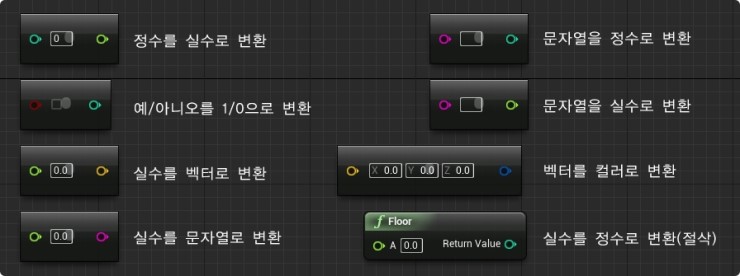 0 정수를 실수로 변환
문자열을 정수로 변환
예/아니오를 1/0으로 변환
문자열을 실수로 변환
0.0 실수를 벡터로 변환
X 0.0 Y 0.0 Z 0.0 벡터를 컬러로 변환
0.0 실수를 문자열로 변환
f Floor
A 0.0 Return Value 실수를 정수로 변환(절삭)